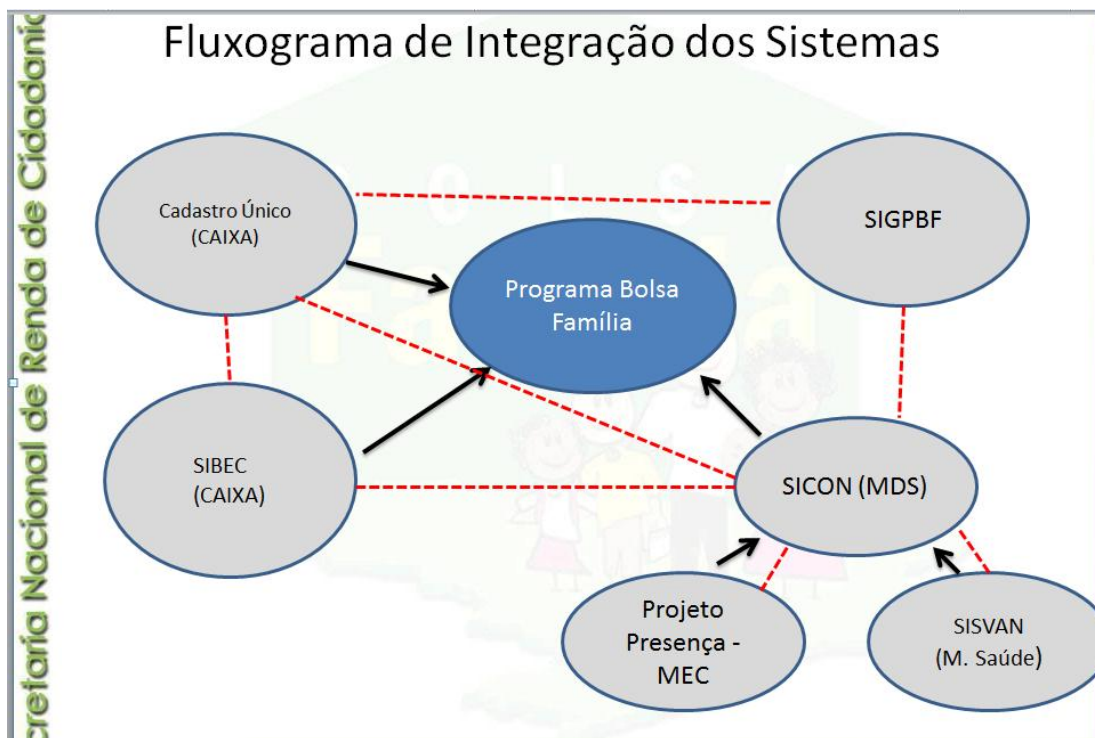 Fluxograma de Integração dos Sistemas
cretaria Nacional de Renda de Cidadania
Cadastro Único
(CAIXA)
SIGPBF
Programa Bolsa
Família
SIBEC
(CAIXA)
SICON (MDS)
Projeto
Presença -
MEC
SISVAN
(M. Saúde)